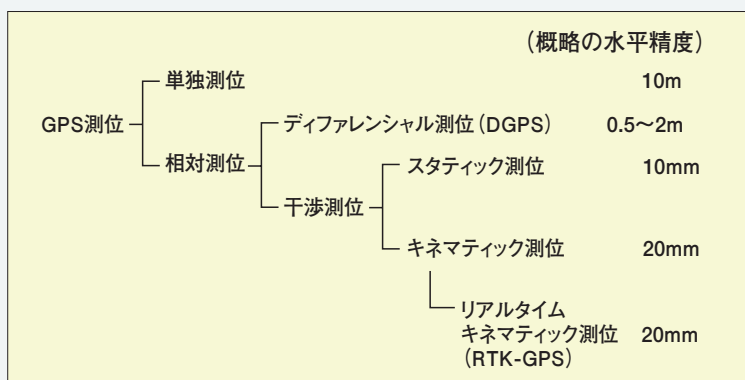 (概略の水平精度)
単独測位 10m
GPS測位
ディファレンシャル測位(DGPS) 0.5〜2m
相対測位
スタティック測位 10mm
干渉測位
キネマティック測位 20mm
リアルタイム
キネマティック測位 20mm
(RTK-GPS)